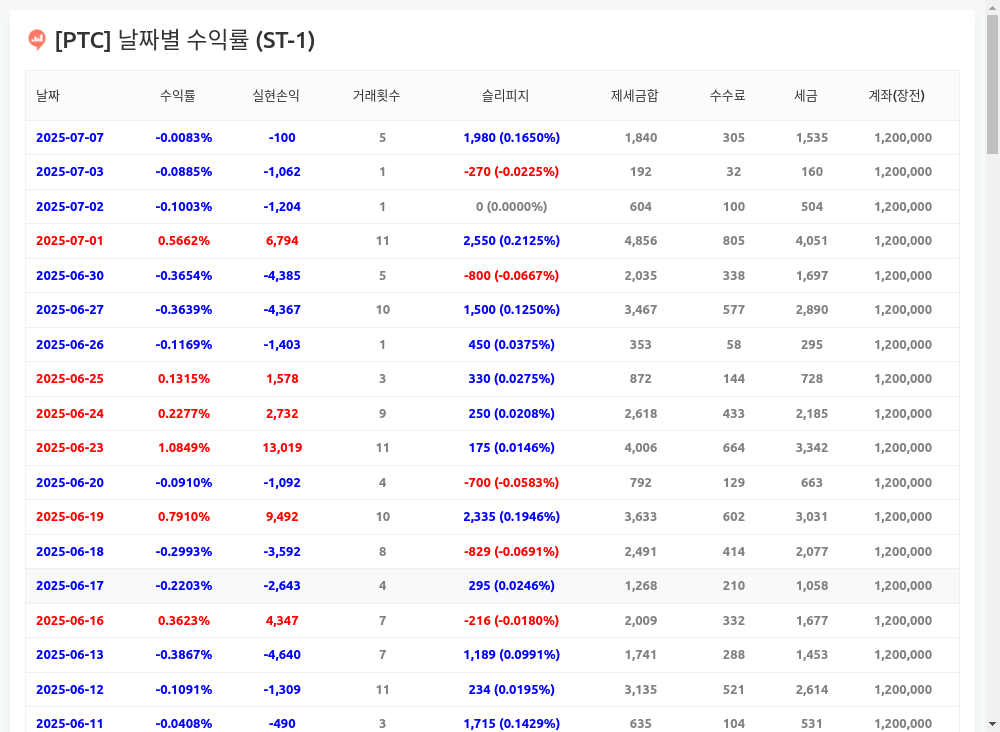 [PTC] 날짜별 수익률 (ST-1)
날짜 수익률 실현손익 거래횟수 슬리피지 제세금합 수수료 세금 계좌(장전)
2025-07-07 -0.0083% -100 5 1,980 (0.1650%) 1,840 305 1,535 1,200,000
2025-07-03 -0.0885% -1,062 1 -270 (-0.0225%) 192 32 160 1,200,000
2025-07-02 -0.1003% -1,204 1 0 (0.0000%) 604 100 504 1,200,000
2025-07-01 0.5662% 6,794 11 2,550 (0.2125%) 4,856 805 4,051 1,200,000
2025-06-30 -0.3654% -4,385 5 -800 (-0.0667%) 2,035 338 1,697 1,200,000
2025-06-27 -0.3639% -4,367 10 1,500 (0.1250%) 3,467 577 2,890 1,200,000
2025-06-26 -0.1169% -1,403 1 450 (0.0375%) 353 58 295 1,200,000
2025-06-25 0.1315% 1,578 3 330 (0.0275%) 872 144 728 1,200,000
2025-06-24 0.2277% 2,732 9 250 (0.0208%) 2,618 433 2,185 1,200,000
2025-06-23 1.0849% 13,019 11 175 (0.0146%) 4,006 664 3,342 1,200,000
2025-06-20 -0.0910% -1,092 4 -700 (-0.0583%) 792 129 663 1,200,000
2025-06-19 0.7910% 9,492 10 2,335 (0.1946%) 3,633 602 3,031 1,200,000
2025-06-18 -0.2993% -3,592 8 -829 (-0.0691%) 2,491 414 2,077 1,200,000
2025-06-17 -0.2203% -2,643 4 295 (0.0246%) 1,268 210 1,058 1,200,000
2025-06-16 0.3623% 4,347 7 -216 (-0.0180%) 2,009 332 1,677 1,200,000
2025-06-13 -0.3867% -4,640 7 1,189 (0.0991%) 1,741 288 1,453 1,200,000
2025-06-12 -0.1091% -1,309 11 234 (0.0195%) 3,135 521 2,614 1,200,000
2025-06-11 -0.0408% -490 3 1,715 (0.1429%) 635 104 531 1,200,000